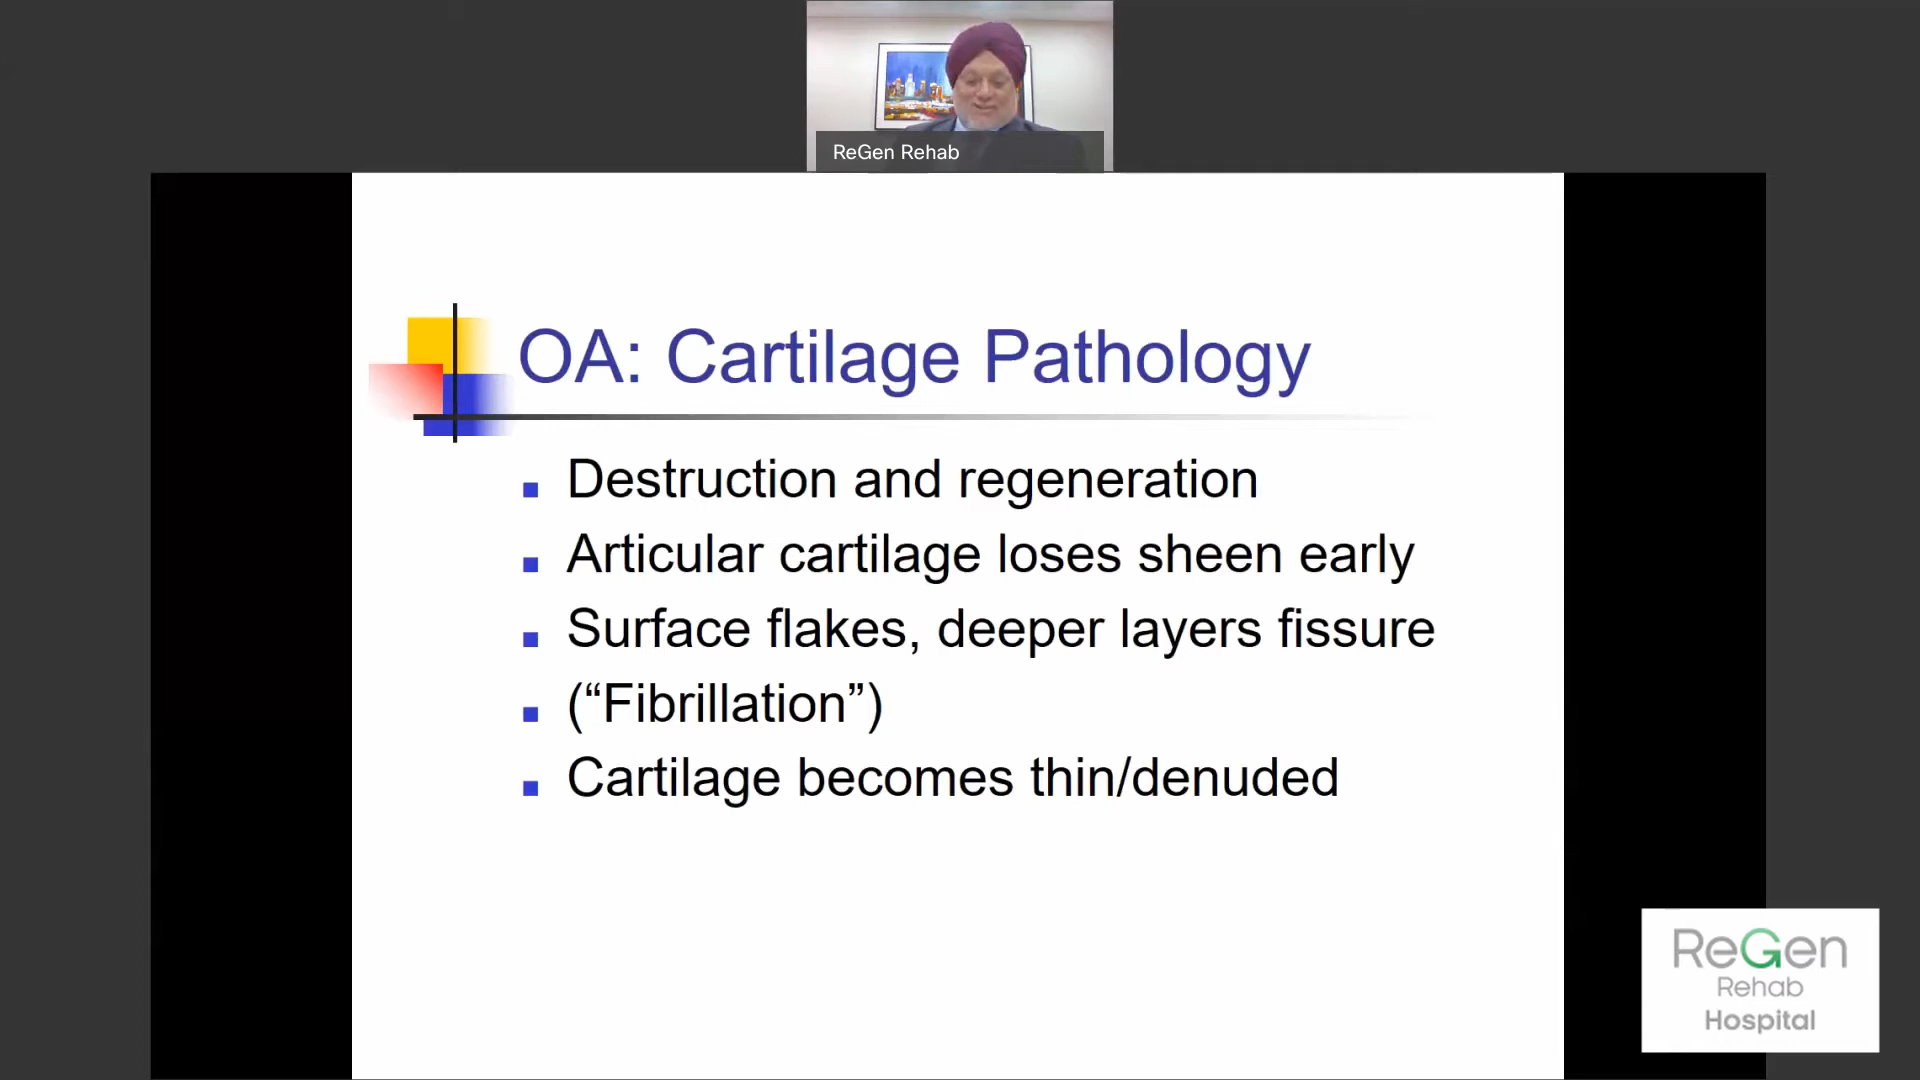 ReGen Rehab
OA: Cartilage Pathology
Destruction and regeneration
Articular cartilage loses sheen early
Surface flakes, deeper layers fissure
(“Fibrillation”)
Cartilage becomes thin/denuded
ReGen
Rehab
Hospital